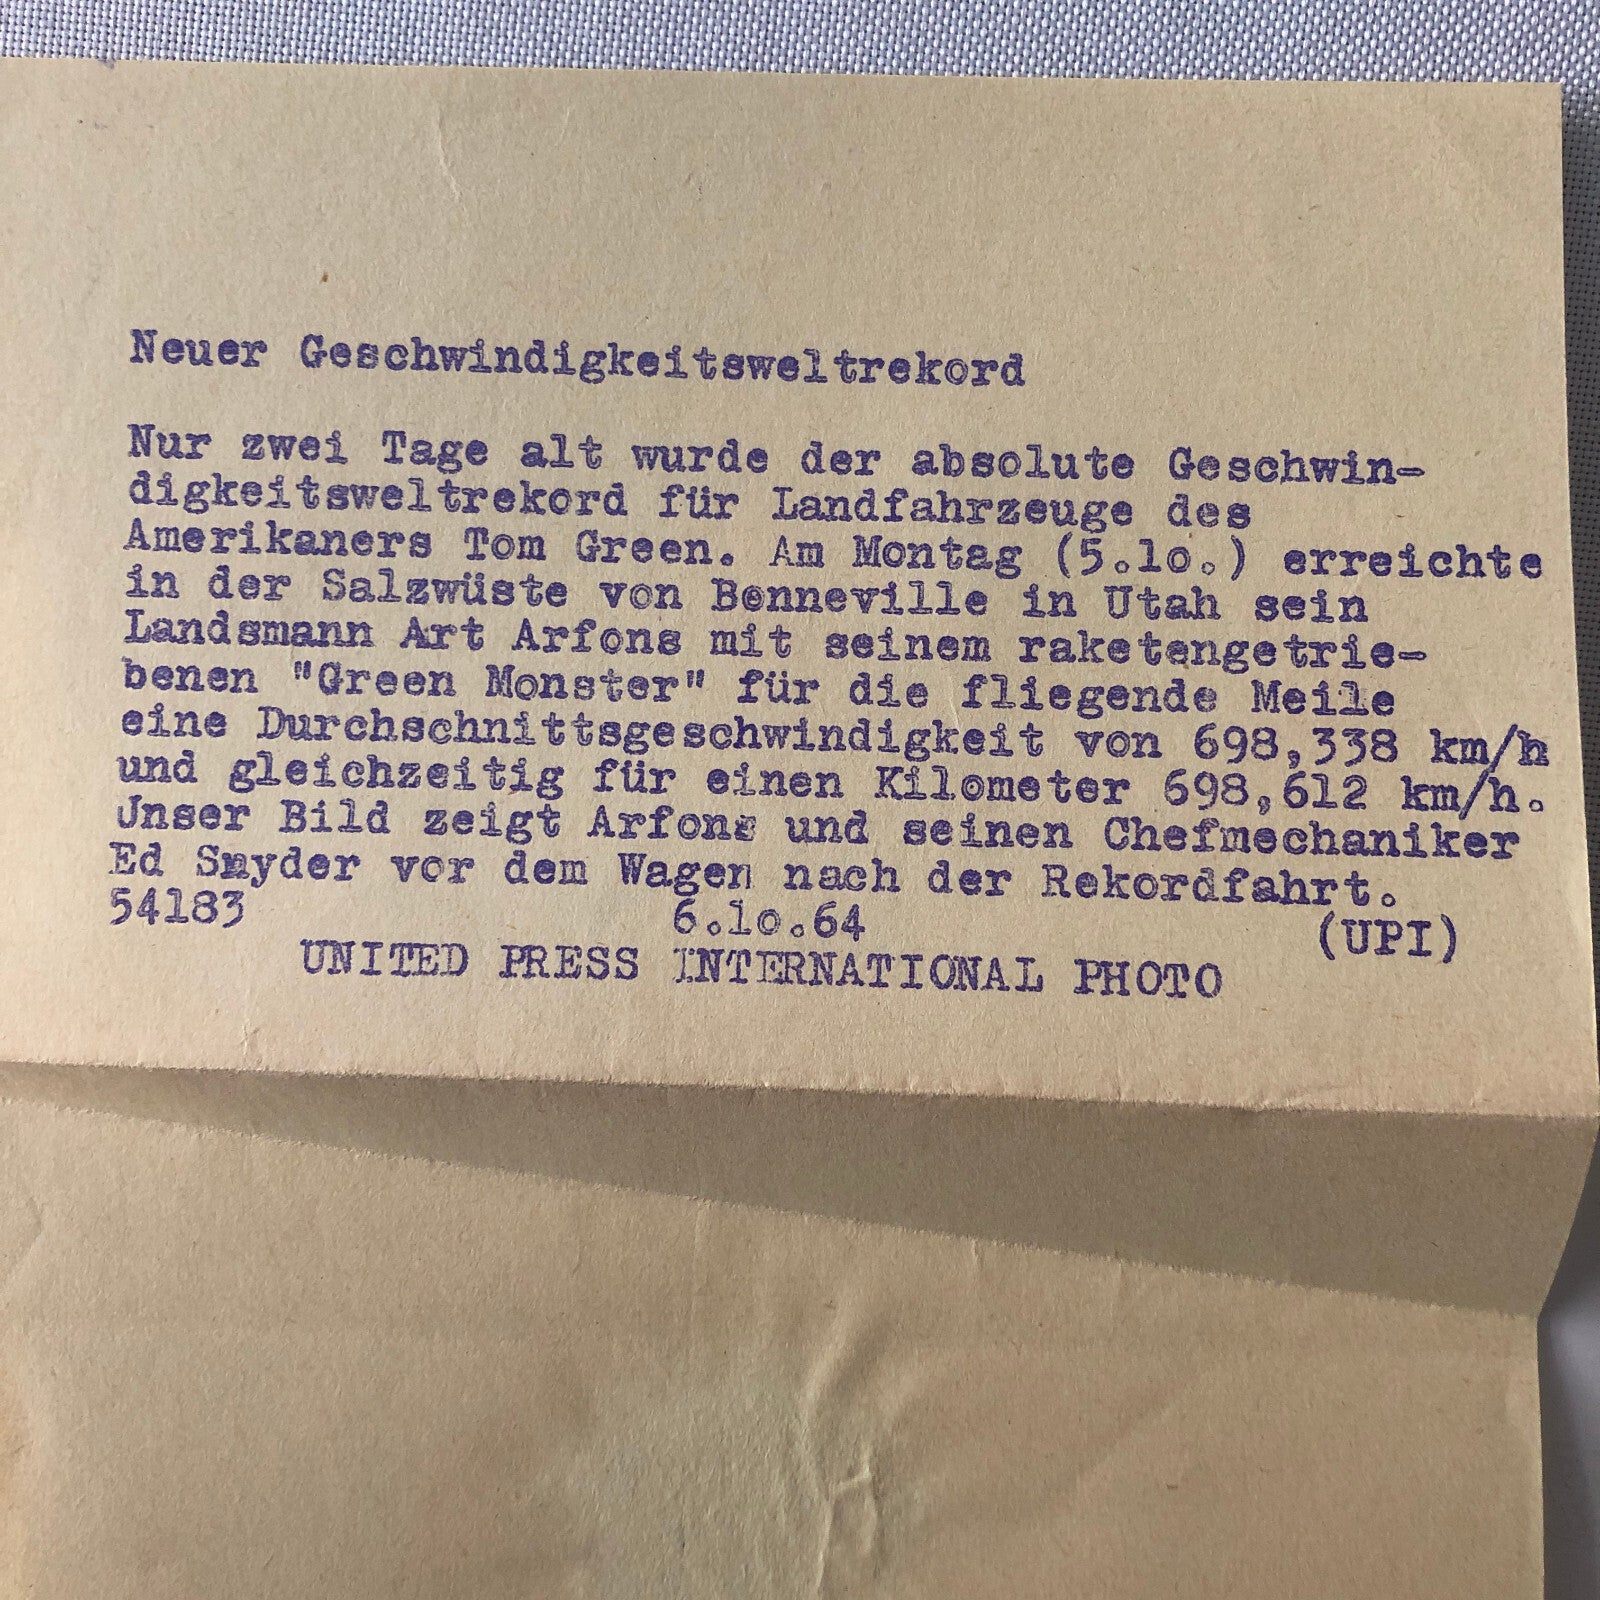 Neuer Geschwindigkeitsweltrekord
Nur zwei Tage alt wurde der absolute Geschwin-
digkeitsweltrekord für Landfahrzeuge des
Amerikaners Tom Green. Am Montag (5.lo.) erreichte
in der Salzwüste von Bonneville in Utah sein
Landsmann Art Arfons mit seinem raketengetrie-
benen "Green Monster" für die fliegende Meile
eine Durchschnittsgeschwindigkeit von 698,338 km/h
und gleichzeitig für einen Kilometer 698,612 km/h.
Unser Bild zeigt Arfons und seinen Chefmechaniker
Ed Snyder vor dem Wagen nach der Rekordfahrt.
54183 6.lo.64 (UPI)
UNITED PRESS INTERNATIONAL PHOTO